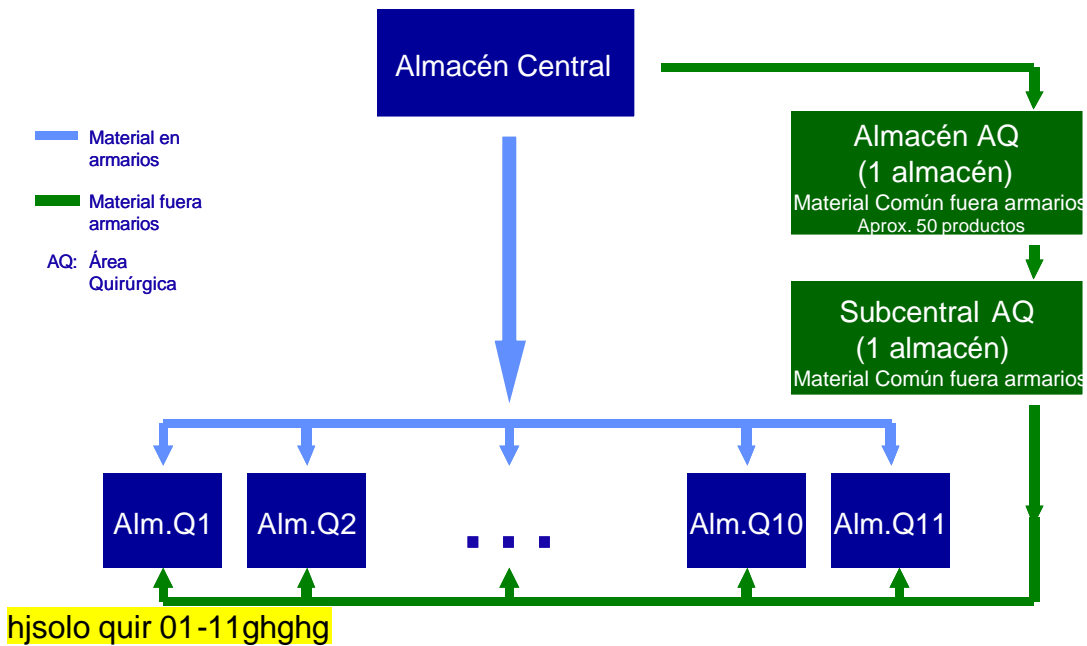 Almacén Central
Material en
armarios
Material fuera
armarios
AQ: Área
Quirúrgica
Almacén AQ
(1 almacén)
Material Común fuera armarios
Aprox. 50 productos
Subcentral AQ
(1 almacén)
Material Común fuera armarios
Alm.Q1
Alm.Q2
. . .
Alm.Q10
Alm.Q11
hjsolo quir 01-11ghghg